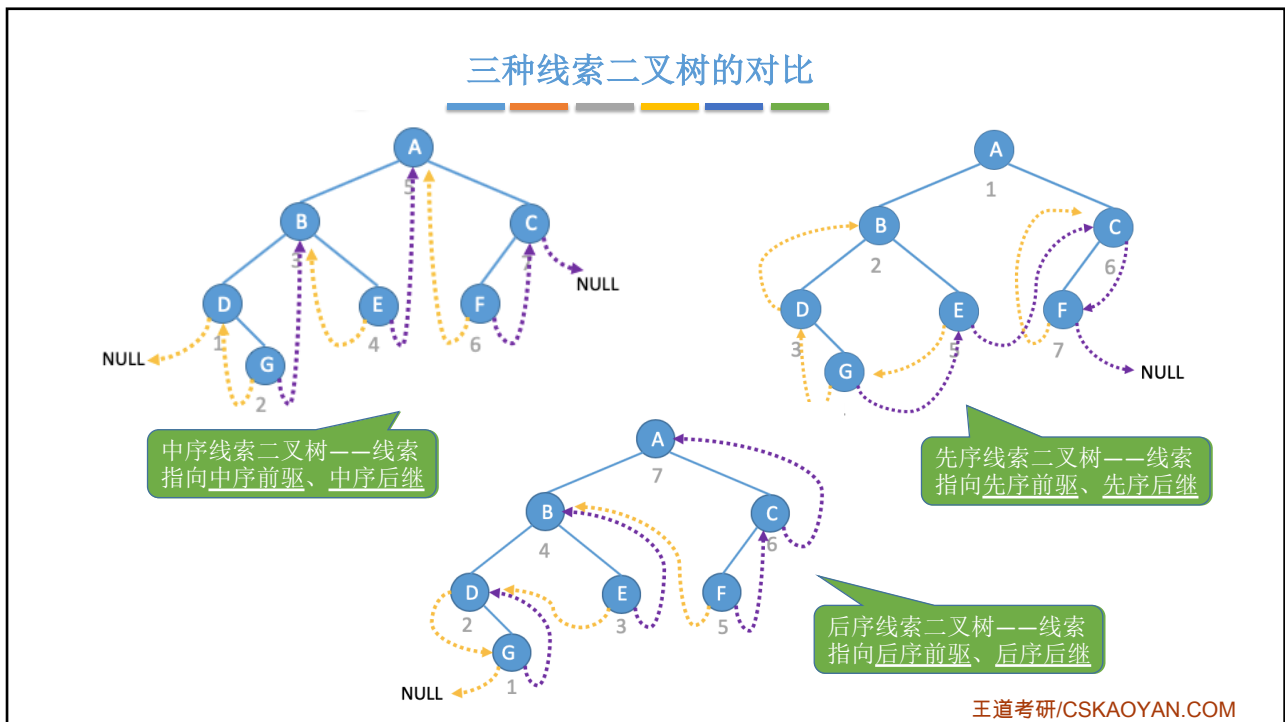 三种线索二叉树的对比
A
5
B
3
C
7
NULL
D
1
E
4
F
6
NULL
G
2
中序线索二叉树——线索
指向中序前驱、中序后继
A
1
B
2
C
6
D
3
E
5
F
7
G
NULL
先序线索二叉树——线索
指向先序前驱、先序后继
A
7
B
4
C
6
D
2
E
3
F
5
G
1
NULL
后序线索二叉树——线索
指向后序前驱、后序后继
王道考研/CSKAOYAN.COM